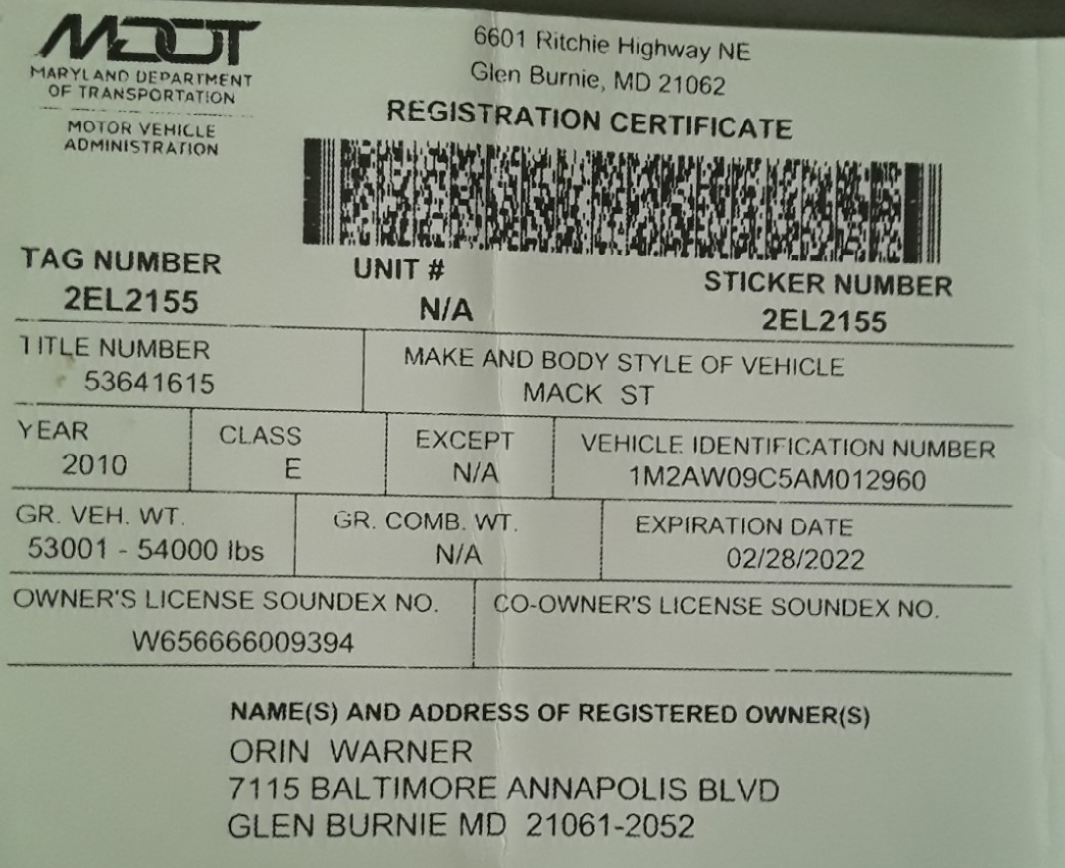 MDOT
MARYLAND DEPARTMENT
OF TRANSPORTATION
MOTOR VEHICLE
ADMINISTRATION
6601 Ritchie Highway NE
Glen Burnie, MD 21062
REGISTRATION CERTIFICATE
TAG NUMBER UNIT # STICKER NUMBER
2EL2155 N/A 2EL2155
TITLE NUMBER MAKE AND BODY STYLE OF VEHICLE
53641615 MACK ST
YEAR CLASS EXCEPT VEHICLE IDENTIFICATION NUMBER
2010 E N/A 1M2AW09C5AM012960
GR. VEH. WT. GR. COMB. WT. EXPIRATION DATE
53001 - 54000 lbs N/A 02/28/2022
OWNER'S LICENSE SOUNDEX NO. CO-OWNER'S LICENSE SOUNDEX NO.
W656666009394
NAME(S) AND ADDRESS OF REGISTERED OWNER(S)
ORIN WARNER
7115 BALTIMORE ANNAPOLIS BLVD
GLEN BURNIE MD 21061-2052